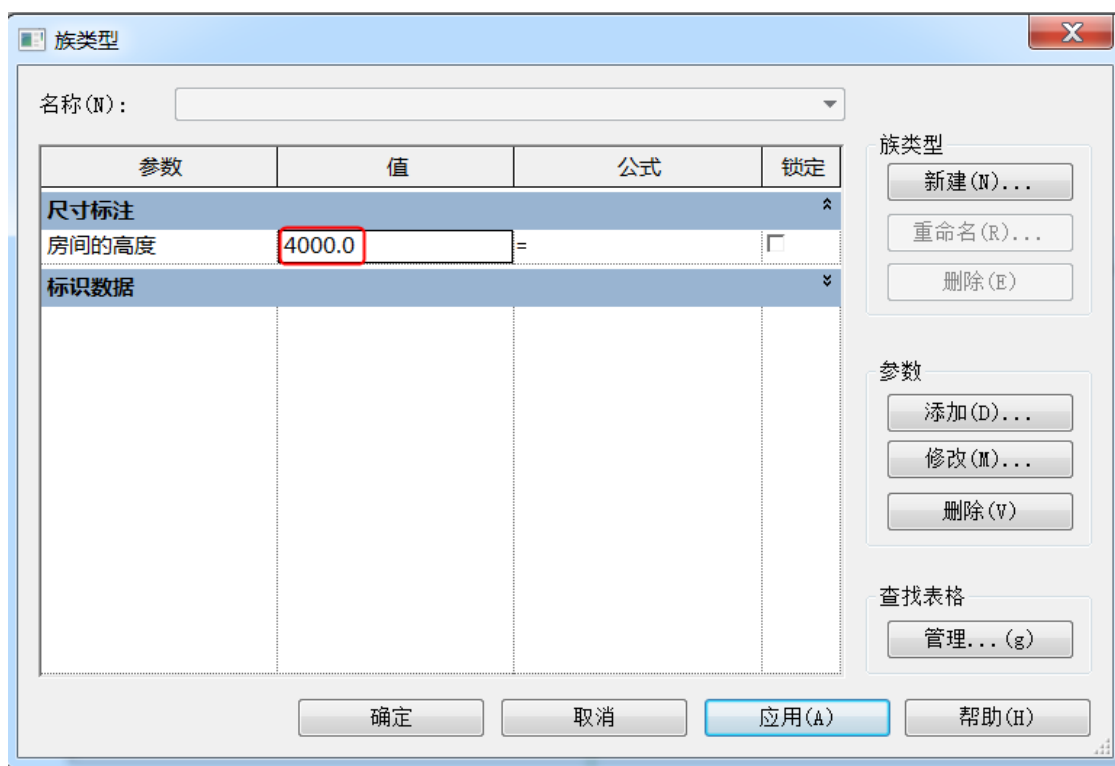 族类型
名称(N):
参数 值 公式 锁定
尺寸标注
房间的高度 4000.0 =
标识数据
族类型
新建(N)...
重命名(R)...
删除(E)
参数
添加(D)...
修改(M)...
删除(V)
查找表格
管理...(g)
确定 取消 应用(A) 帮助(H)